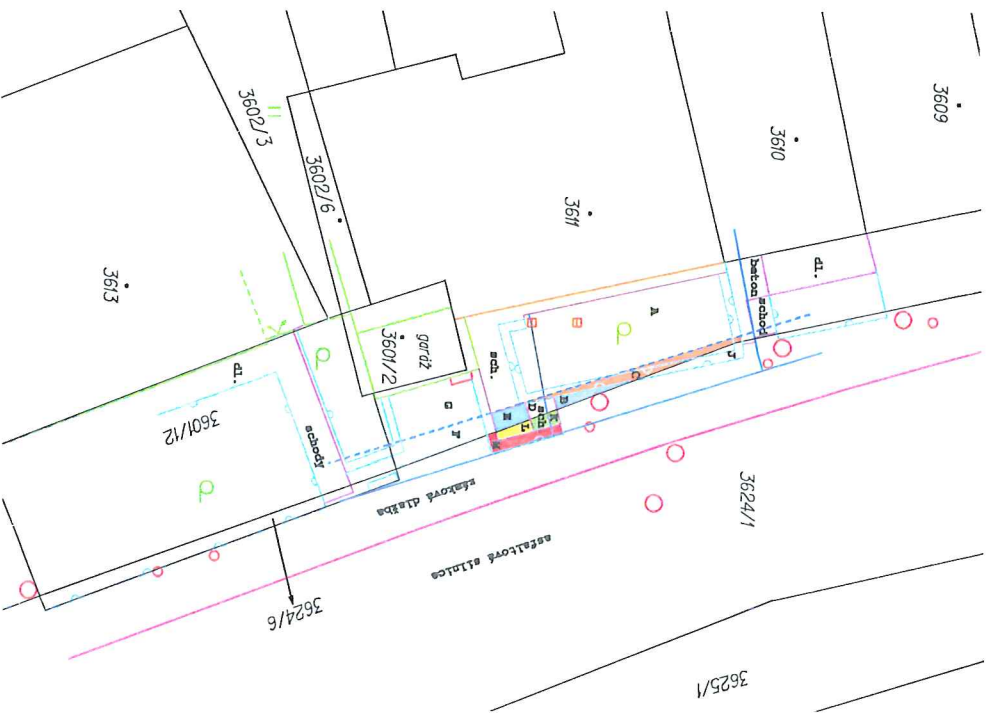 3609
3602/3
3610
3602/6
3611
3613
dl.
beton
schod
A
garáž
3601/2
sch.
J
C
dl.
B
G
D
sch
E
L
F
K
3601/12
schody
3624/1
zámková dlažba
asfaltová silnice
3624/6
3625/1